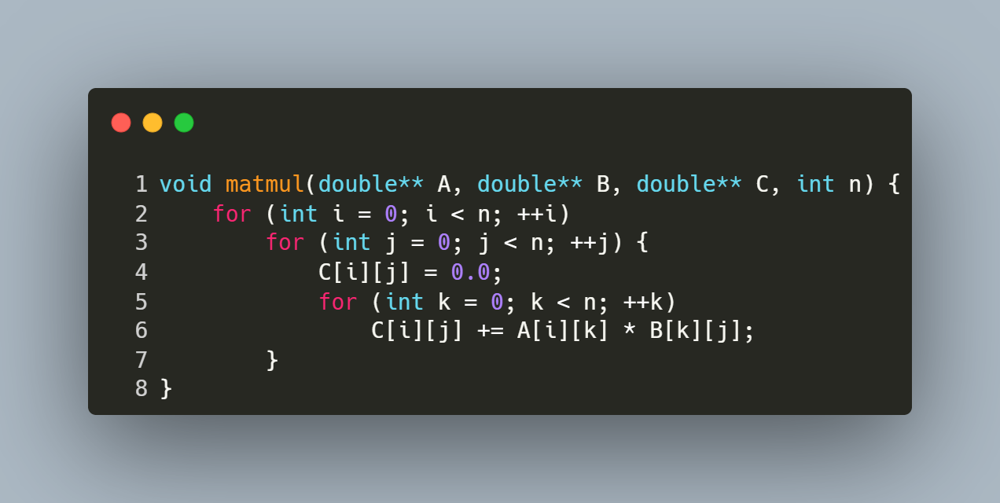 1 void matmul(double** A, double** B, double** C, int n) {
2     for (int i = 0; i < n; ++i)
3         for (int j = 0; j < n; ++j) {
4             C[i][j] = 0.0;
5             for (int k = 0; k < n; ++k)
6                 C[i][j] += A[i][k] * B[k][j];
7         }
8 }